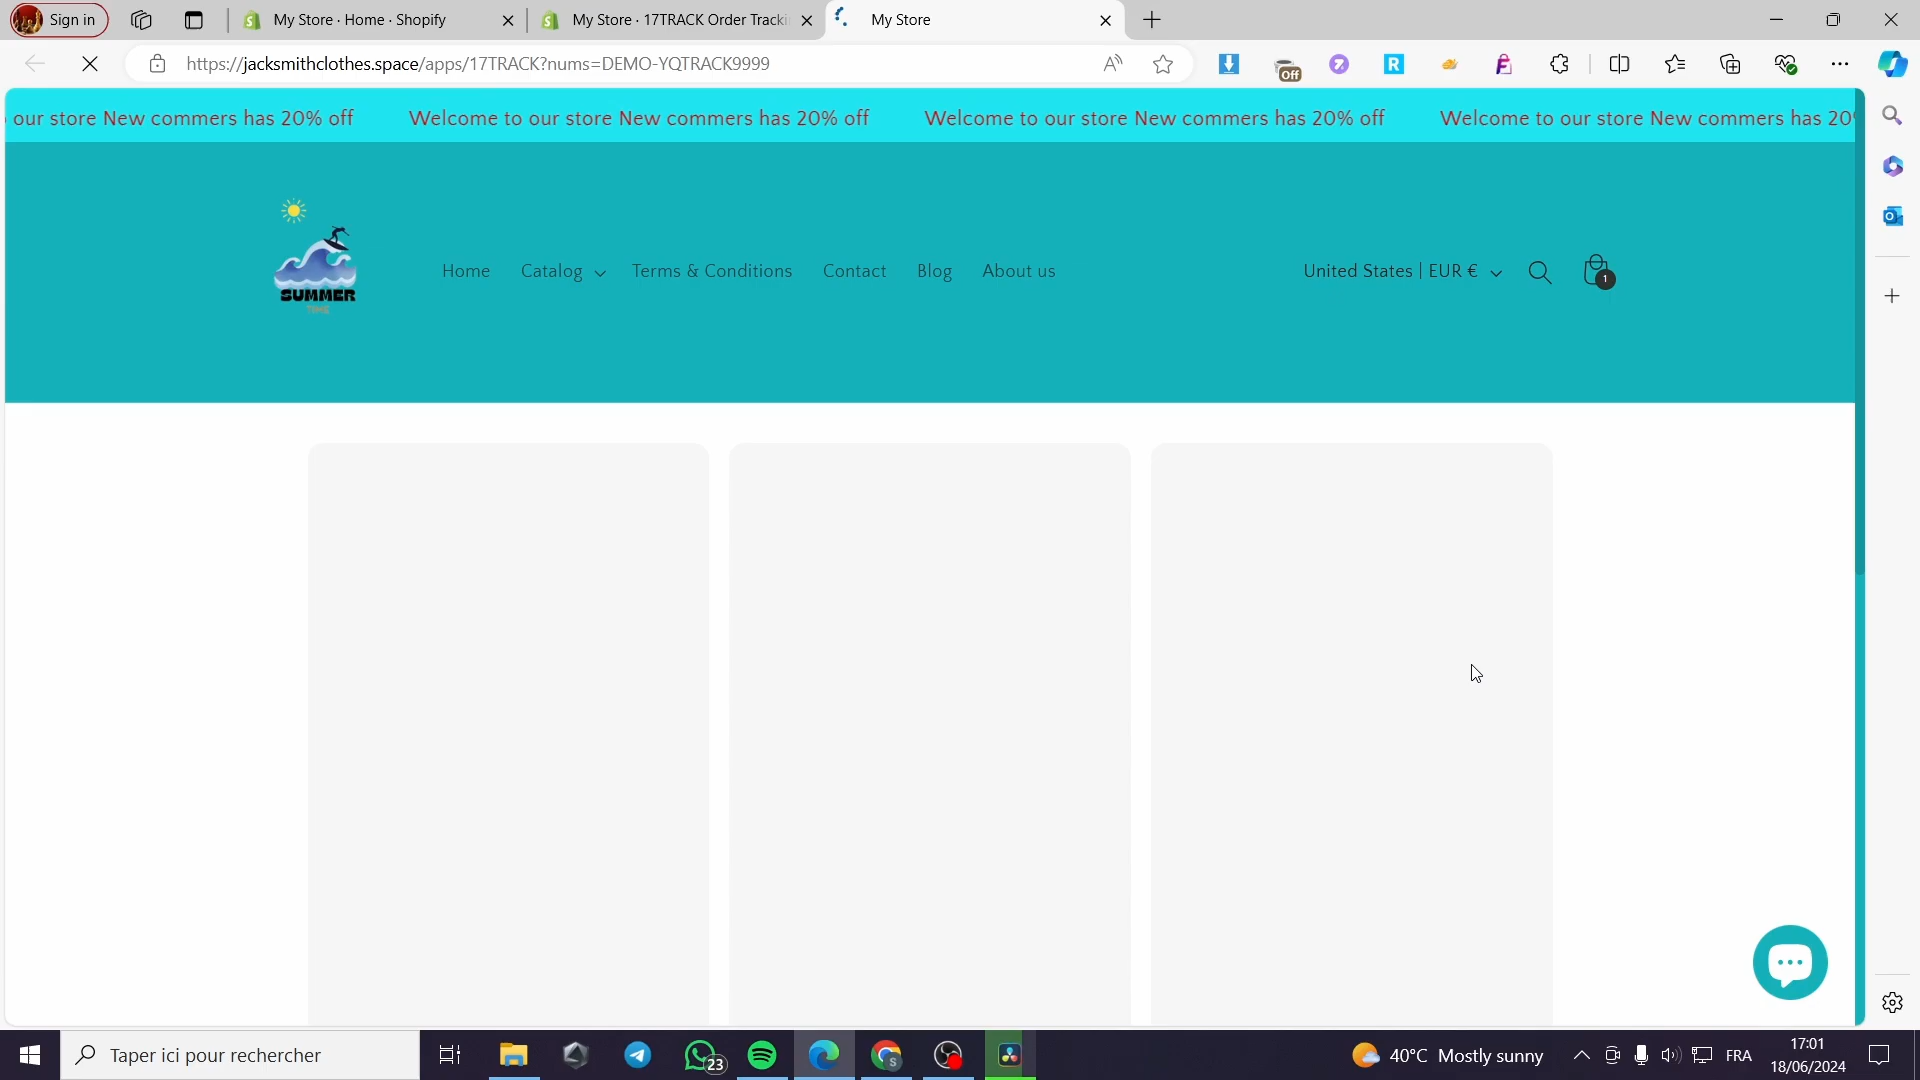 Sign in
My Store · Home · Shopify
My Store · 17TRACK Order Tracki
My Store
https://jacksmithclothes.space/apps/17TRACK?nums=DEMO-YQTRACK9999
Off
our store New commers has 20% off
Welcome to our store New commers has 20% off
Welcome to our store New commers has 20% off
Welcome to our store New commers has 20%
SUMMER
TIME
Home
Catalog
Terms & Conditions
Contact
Blog
About us
United States | EUR €
1
Taper ici pour rechercher
23
40°C Mostly sunny
FRA
17:01
18/06/2024